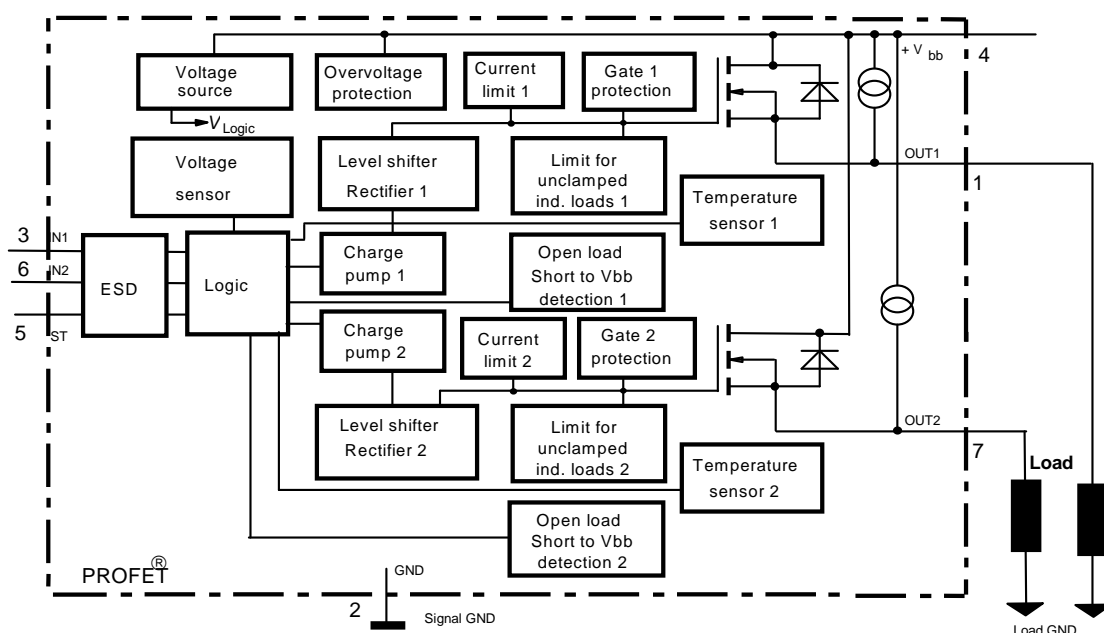 + V bb
4
Voltage
source
Overvoltage
protection
Current
limit 1
Gate 1
protection
V Logic
Voltage
sensor
Level shifter
Rectifier 1
Limit for
unclamped
ind. loads 1
OUT1
1
Temperature
sensor 1
3 IN1
6 IN2
5 ST
ESD
Logic
Charge
pump 1
Open load
Short to Vbb
detection 1
Charge
pump 2
Current
limit 2
Gate 2
protection
Level shifter
Rectifier 2
Limit for
unclamped
ind. loads 2
OUT2
7
Load
Temperature
sensor 2
Open load
Short to Vbb
detection 2
PROFET®
GND
2
Signal GND
Load GND